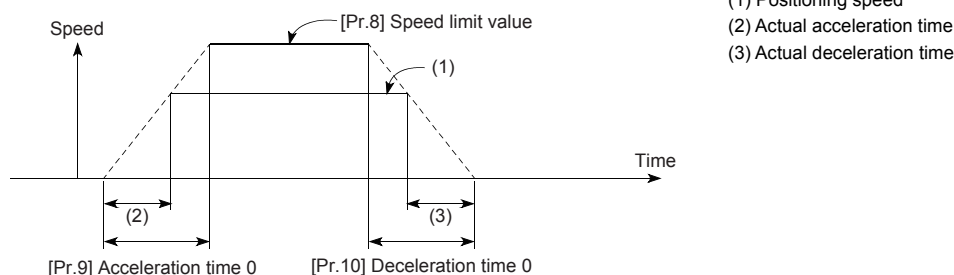 (1) Positioning speed
(2) Actual acceleration time
(3) Actual deceleration time
[Pr.8] Speed limit value
Speed
(1)
Time
(2)
(3)
[Pr.9] Acceleration time 0
[Pr.10] Deceleration time 0